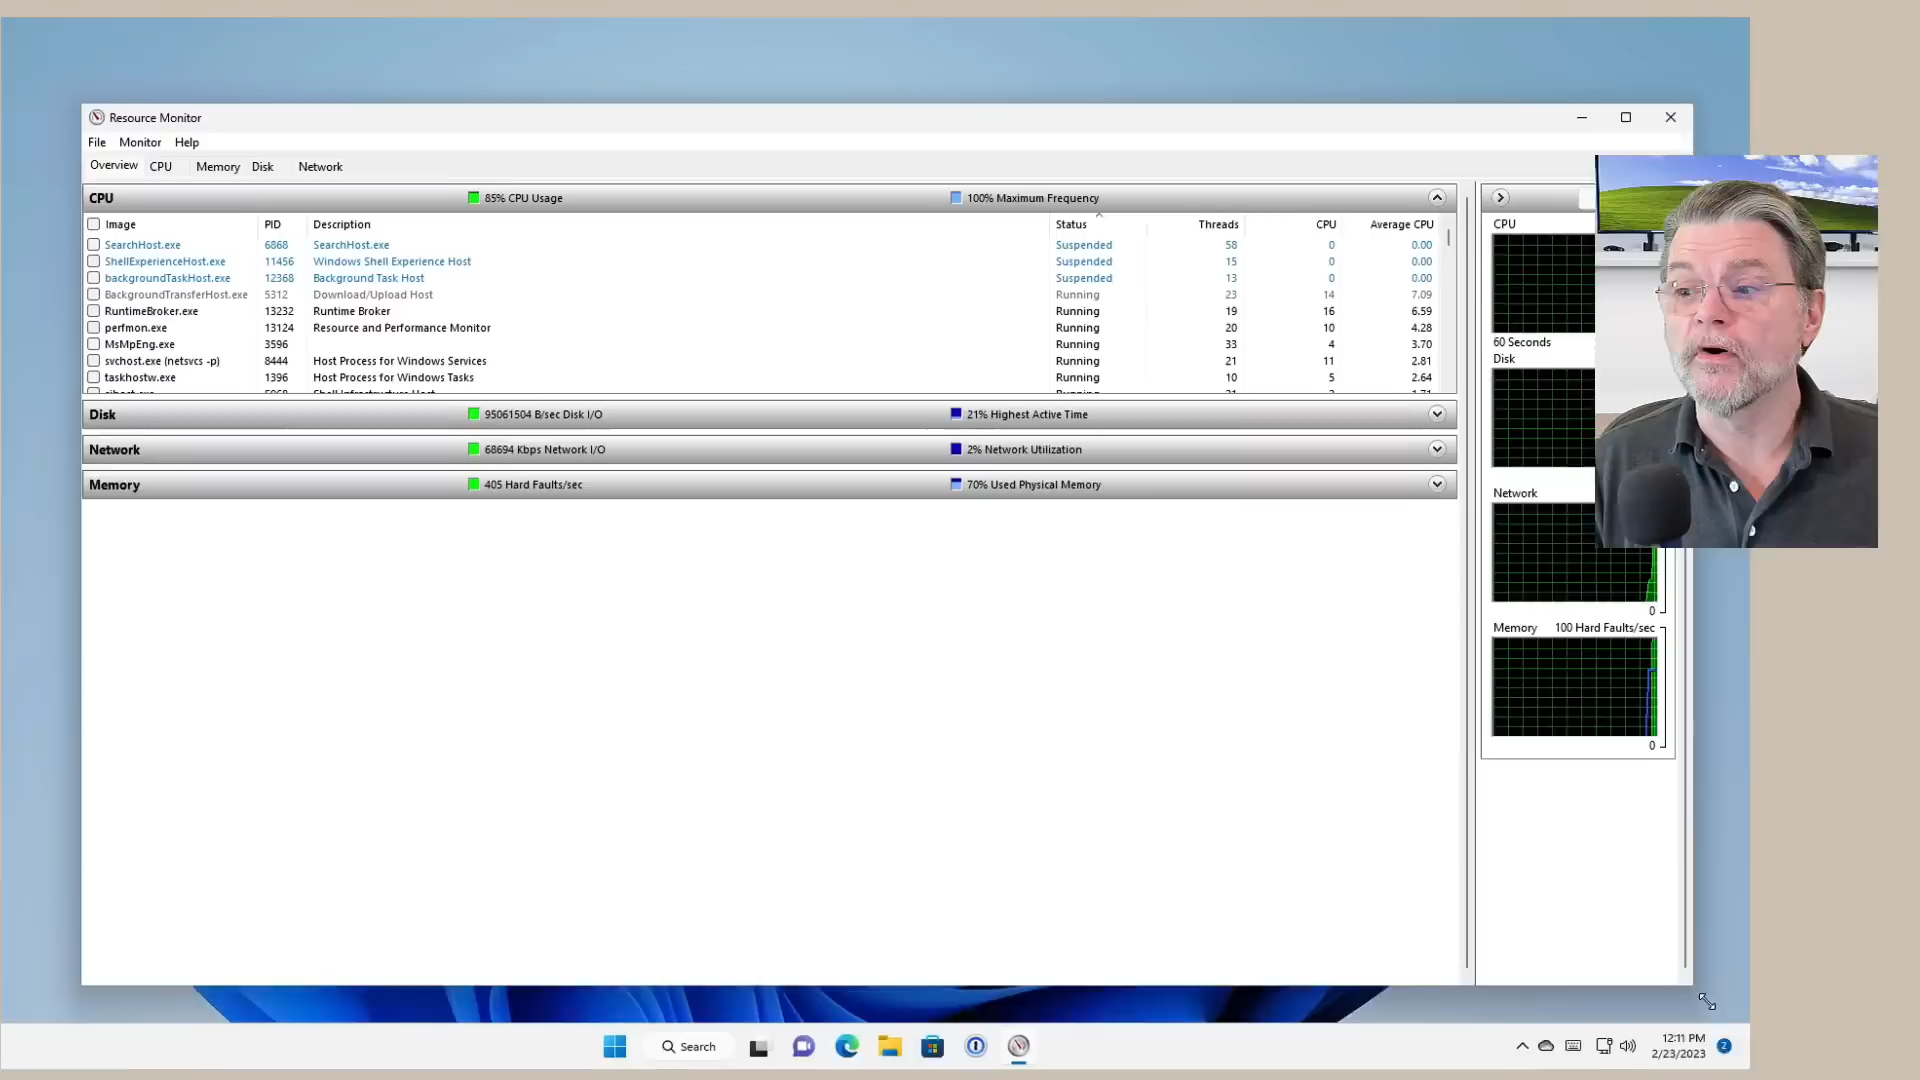 Resource Monitor
File Monitor Help
Overview CPU Memory Disk Network
CPU 85% CPU Usage 100% Maximum Frequency
Image PID Description Status Threads CPU Average CPU
SearchHost.exe 6868 SearchHost.exe Suspended 58 0 0.00
ShellExperienceHost.exe 11456 Windows Shell Experience Host Suspended 15 0 0.00
backgroundTaskHost.exe 12368 Background Task Host Suspended 13 0 0.00
BackgroundTransferHost.exe 5312 Download/Upload Host Running 23 14 7.09
RuntimeBroker.exe 13232 Runtime Broker Running 19 16 6.59
perfmon.exe 13124 Resource and Performance Monitor Running 20 10 4.28
MsMpEng.exe 3596 Running 33 4 3.70
svchost.exe (netsvcs -p) 8444 Host Process for Windows Services Running 21 11 2.81
taskhostw.exe 1396 Host Process for Windows Tasks Running 10 5 2.64
Disk 95061504 B/sec Disk I/O 21% Highest Active Time
Network 68694 Kbps Network I/O 2% Network Utilization
Memory 405 Hard Faults/sec 70% Used Physical Memory
CPU
60 Seconds
Disk
Network
0
Memory 100 Hard Faults/sec
0
Search
12:11 PM
2/23/2023
2